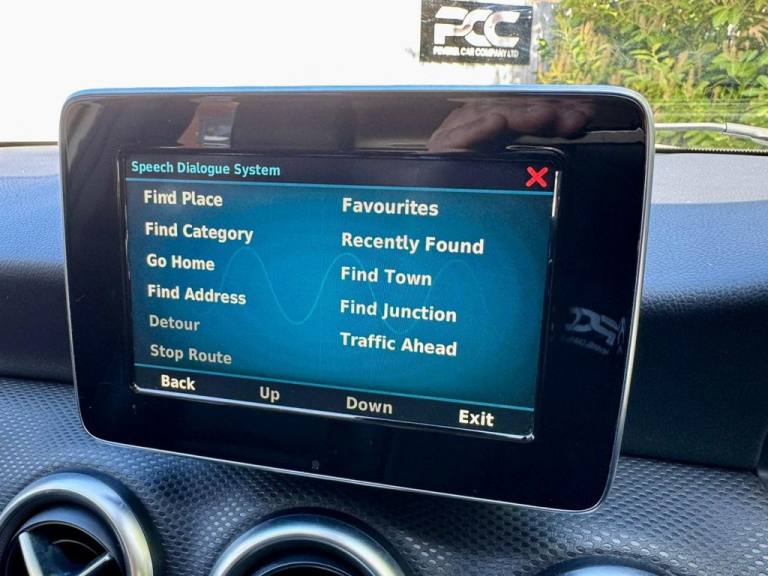 PCC
PEVEREL CAR COMPANY LTD
Speech Dialogue System
Find Place
Find Category
Go Home
Find Address
Detour
Stop Route
Favourites
Recently Found
Find Town
Find Junction
Traffic Ahead
Back
Up
Down
Exit